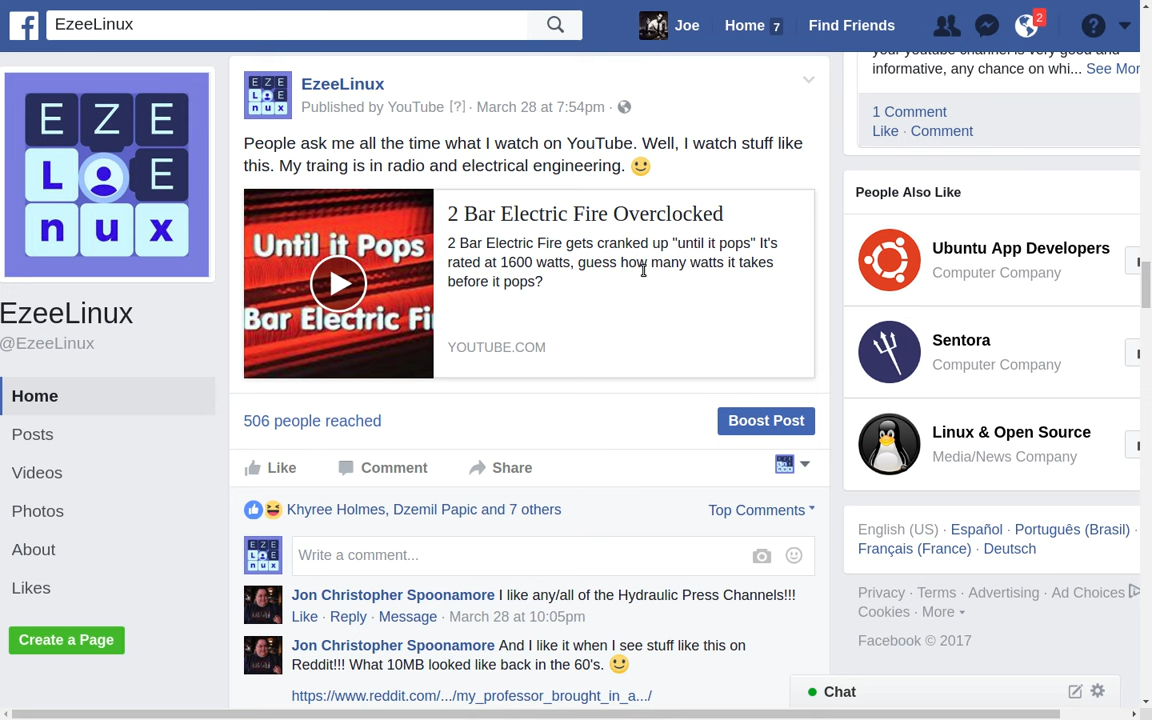 EzeeLinux
Joe
Home 7
Find Friends
2
E Z E
L E
n u x
EzeeLinux
@EzeeLinux
Home
Posts
Videos
Photos
About
Likes
Create a Page
EzeeLinux
Published by YouTube [?] · March 28 at 7:54pm ·
People ask me all the time what I watch on YouTube. Well, I watch stuff like
this. My traing is in radio and electrical engineering.
Until it Pops
Bar Electric Fi
2 Bar Electric Fire Overclocked
2 Bar Electric Fire gets cranked up "until it pops" It's
rated at 1600 watts, guess how many watts it takes
before it pops?
YOUTUBE.COM
506 people reached
Boost Post
Like Comment Share
Khyree Holmes, Dzemil Papic and 7 others
Top Comments
Write a comment...
Jon Christopher Spoonamore I like any/all of the Hydraulic Press Channels!!!
Like · Reply · Message · March 28 at 10:05pm
Jon Christopher Spoonamore And I like it when I see stuff like this on
Reddit!!! What 10MB looked like back in the 60's.
https://www.reddit.com/.../my_professor_brought_in_a.../
your youtube channel is very good and
informative, any chance on whi... See Mor
1 Comment
Like · Comment
People Also Like
Ubuntu App Developers
Computer Company
Sentora
Computer Company
Linux & Open Source
Media/News Company
English (US) · Español · Português (Brasil) ·
Français (France) · Deutsch
Privacy · Terms · Advertising · Ad Choices
Cookies · More
Facebook © 2017
Chat